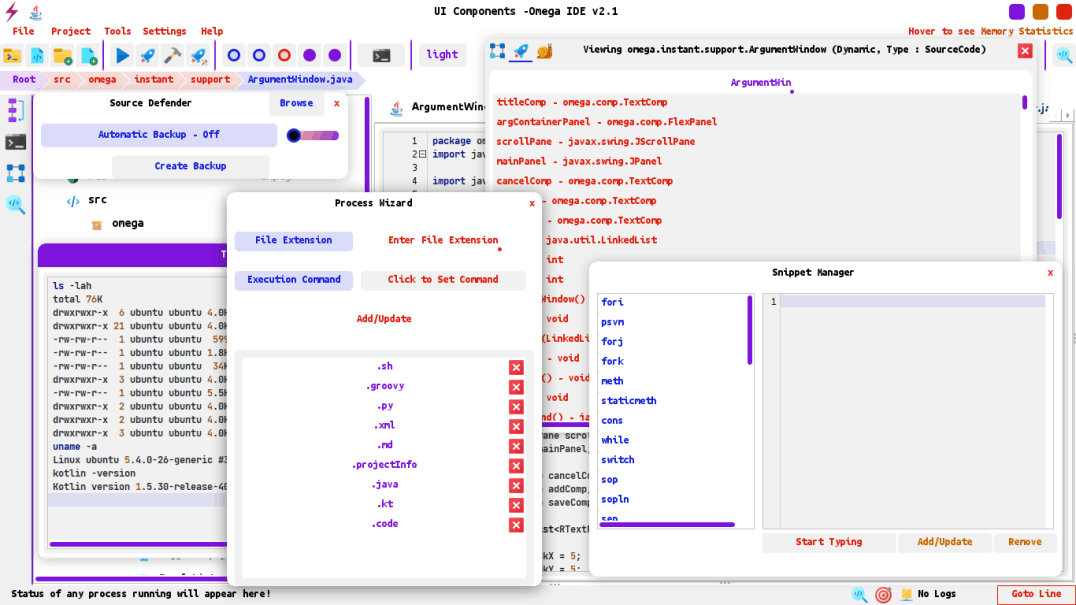 UI Components -Omega IDE v2.1
File Project Tools Settings Help
Hover to see Memory Statistics
light
Root src omega instant support ArgumentWindow.java
Source Defender Browse x
Automatic Backup - Off
Create Backup
src
omega
ls -lah
total 76K
drwxrwxr-x 6 ubuntu ubuntu 4.0K
drwxrwxr-x 21 ubuntu ubuntu 4.0K
-rw-rw-r-- 1 ubuntu ubuntu 599
-rw-rw-r-- 1 ubuntu ubuntu 1.8K
-rw-rw-r-- 1 ubuntu ubuntu 34K
drwxrwxr-x 3 ubuntu ubuntu 4.0K
-rw-rw-r-- 1 ubuntu ubuntu 5.5K
drwxrwxr-x 2 ubuntu ubuntu 4.0K
drwxrwxr-x 2 ubuntu ubuntu 4.0K
drwxrwxr-x 3 ubuntu ubuntu 4.0K
uname -a
Linux ubuntu 5.4.0-26-generic #3
kotlin -version
Kotlin version 1.5.30-release-40
ArgumentWin
1 package om
2 import jav
3
4 import jav
Process Wizard x
File Extension Enter File Extension
Execution Command Click to Set Command
Add/Update
.sh
.groovy
.py
.xml
.md
.projectInfo
.java
.kt
.code
Viewing omega.instant.support.ArgumentWindow (Dynamic, Type : SourceCode)
ArgumentWin
titleComp - omega.comp.TextComp
argContainerPanel - omega.comp.FlexPanel
scrollPane - javax.swing.JScrollPane
mainPanel - javax.swing.JPanel
cancelComp - omega.comp.TextComp
- omega.comp.TextComp
- omega.comp.TextComp
java.util.LinkedList
int
int
Window()
void
(LinkedLi
- void
() - void
void
nd() - ja
ane scrol
ainPanel;
cancelCo
addComp;
saveComp
st<RTextF
kX = 5;
kY = 5;
Snippet Manager x
fori
psvm
forj
fork
meth
staticmeth
cons
while
switch
sop
sopln
sep
1
Start Typing Add/Update Remove
Status of any process running will appear here!
No Logs
Goto Line